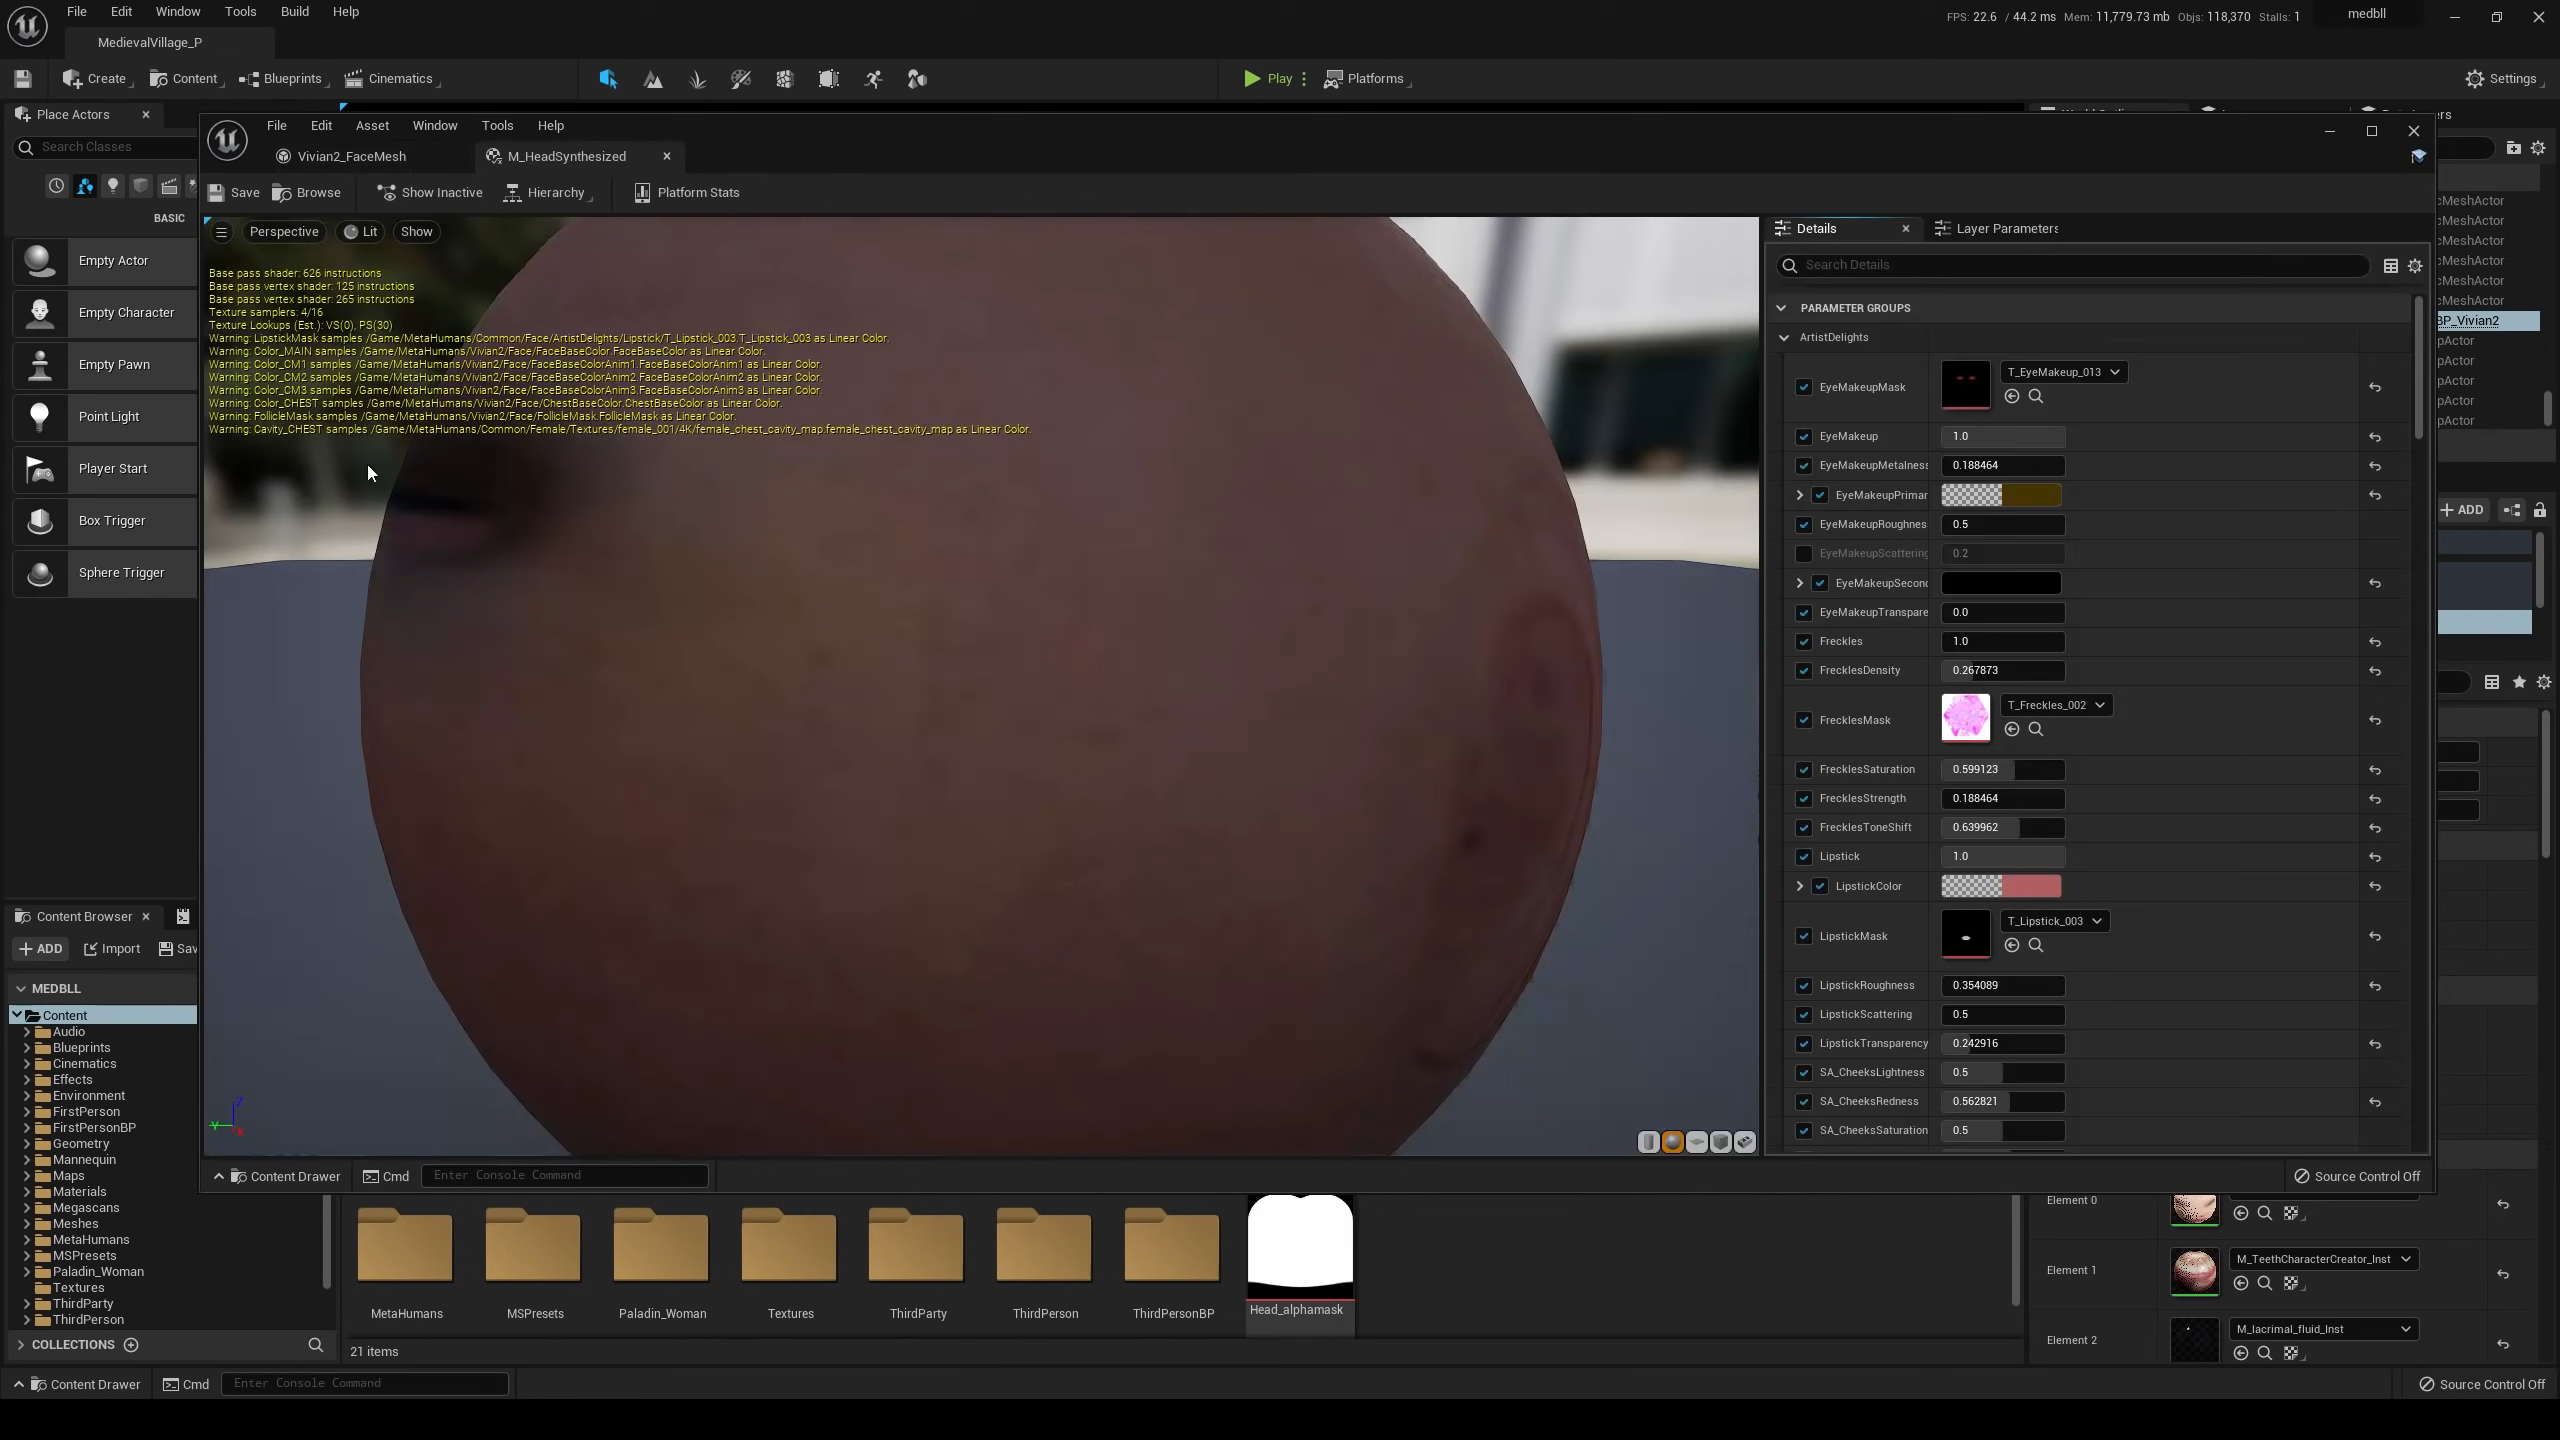 File Edit Window Tools Build Help
FPS: 22.6 / 44.2 ms Mem: 11,779.73 mb Objs: 118,370 Stalls: 1
medbll
MedievalVillage_P
Create Content Blueprints Cinematics
Play Platforms
Settings
Place Actors
Search Classes
BASIC
Empty Actor
Empty Character
Empty Pawn
Point Light
Player Start
Box Trigger
Sphere Trigger
File Edit Asset Window Tools Help
Vivian2_FaceMesh
M_HeadSynthesized
Save Browse Show Inactive Hierarchy Platform Stats
Perspective Lit Show
Base pass shader: 626 instructions
Base pass vertex shader: 125 instructions
Base pass vertex shader: 265 instructions
Texture samplers: 4/16
Texture Lookups (Est.): VS(0), PS(30)
Warning: LipstickMask samples /Game/MetaHumans/Common/Face/ArtistDelights/Lipstick/T_Lipstick_003.T_Lipstick_003 as Linear Color.
Warning: Color_MAIN samples /Game/MetaHumans/Vivian2/Face/FaceBaseColor.FaceBaseColor as Linear Color.
Warning: Color_CM1 samples /Game/MetaHumans/Vivian2/Face/FaceBaseColorAnim1.FaceBaseColorAnim1 as Linear Color.
Warning: Color_CM2 samples /Game/MetaHumans/Vivian2/Face/FaceBaseColorAnim2.FaceBaseColorAnim2 as Linear Color.
Warning: Color_CM3 samples /Game/MetaHumans/Vivian2/Face/FaceBaseColorAnim3.FaceBaseColorAnim3 as Linear Color.
Warning: Color_CHEST samples /Game/MetaHumans/Vivian2/Face/ChestBaseColor.ChestBaseColor as Linear Color.
Warning: FollicleMask samples /Game/MetaHumans/Vivian2/Face/FollicleMask.FollicleMask as Linear Color.
Warning: Cavity_CHEST samples /Game/MetaHumans/Common/Female/Textures/female_001/4K/female_chest_cavity_map.female_chest_cavity_map as Linear Color.
Details
Layer Parameters
Search Details
PARAMETER GROUPS
ArtistDelights
EyeMakeupMask T_EyeMakeup_013
EyeMakeup 1.0
EyeMakeupMetalness 0.188464
EyeMakeupPrimar
EyeMakeupRoughnes 0.5
EyeMakeupScattering 0.2
EyeMakeupSecond
EyeMakeupTranspare 0.0
Freckles 1.0
FrecklesDensity 0.267873
FrecklesMask T_Freckles_002
FrecklesSaturation 0.599123
FrecklesStrength 0.188464
FrecklesToneShift 0.639962
Lipstick 1.0
LipstickColor
LipstickMask T_Lipstick_003
LipstickRoughness 0.354089
LipstickScattering 0.5
LipstickTransparency 0.242916
SA_CheeksLightness 0.5
SA_CheeksRedness 0.562821
SA_CheeksSaturation 0.5
Content Drawer Cmd Enter Console Command
Source Control Off
ers
cMeshActor
cMeshActor
cMeshActor
cMeshActor
cMeshActor
cMeshActor
BP_Vivian2
pActor
pActor
pActor
pActor
pActor
ADD
Content Browser
ADD Import Sav
MEDBLL
Content
Audio
Blueprints
Cinematics
Effects
Environment
FirstPerson
FirstPersonBP
Geometry
Mannequin
Maps
Materials
Megascans
Meshes
MetaHumans
MSPresets
Paladin_Woman
Textures
ThirdParty
ThirdPerson
COLLECTIONS
MetaHumans MSPresets Paladin_Woman Textures ThirdParty ThirdPerson ThirdPersonBP Head_alphamask
21 items
Element 0
Element 1 M_TeethCharacterCreator_Inst
Element 2 M_lacrimal_fluid_Inst
Content Drawer Cmd Enter Console Command
Source Control Off